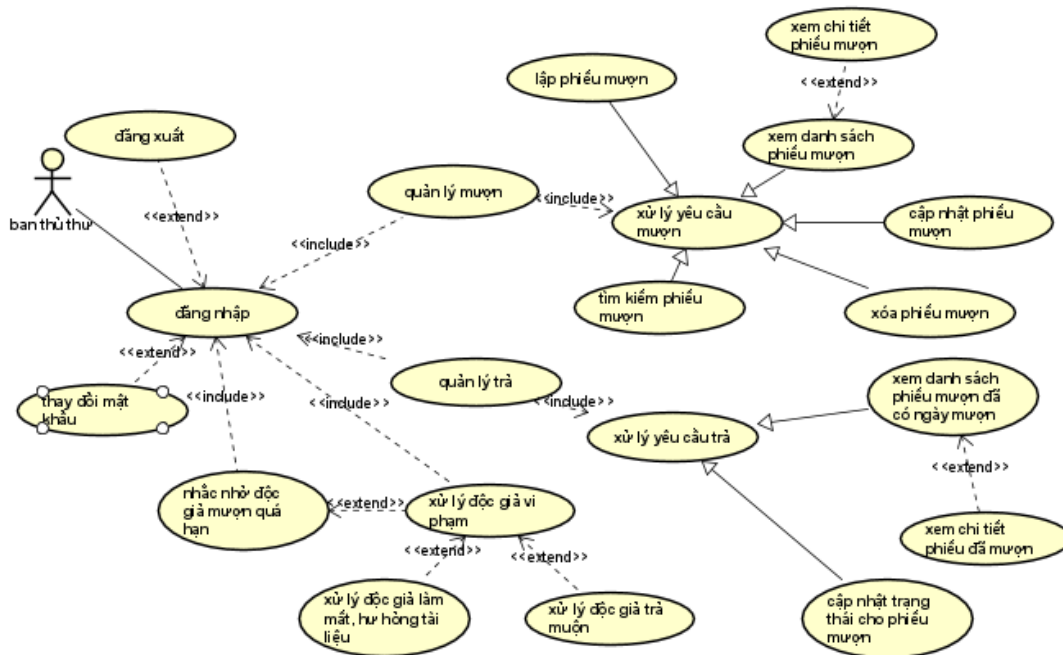 xem chi tiết
phiếu mượn
lập phiếu mượn
<<extend>>
đăng xuất
xem danh sách
phiếu mượn
ban thủ thư
<<extend>>
quản lý mượn
<<include>>
<<include>>
xử lý yêu cầu
mượn
cập nhật phiếu
mượn
đăng nhập
tìm kiếm phiếu
mượn
xóa phiếu mượn
<<extend>>
<<include>>
thay đổi mật
khẩu
<<include>>
<<include>>
quản lý trả
<<include>>
xem danh sách
phiếu mượn đã
có ngày mượn
xử lý yêu cầu trả
<<extend>>
nhắc nhở độc
giả mượn quá
hạn
<<extend>>
xử lý độc giả vi
phạm
<<extend>>
<<extend>>
xem chi tiết
phiếu đã mượn
xử lý độc giả làm
mất, hư hỏng tài
liệu
xử lý độc giả trả
muộn
cập nhật trạng
thái cho phiếu
mượn